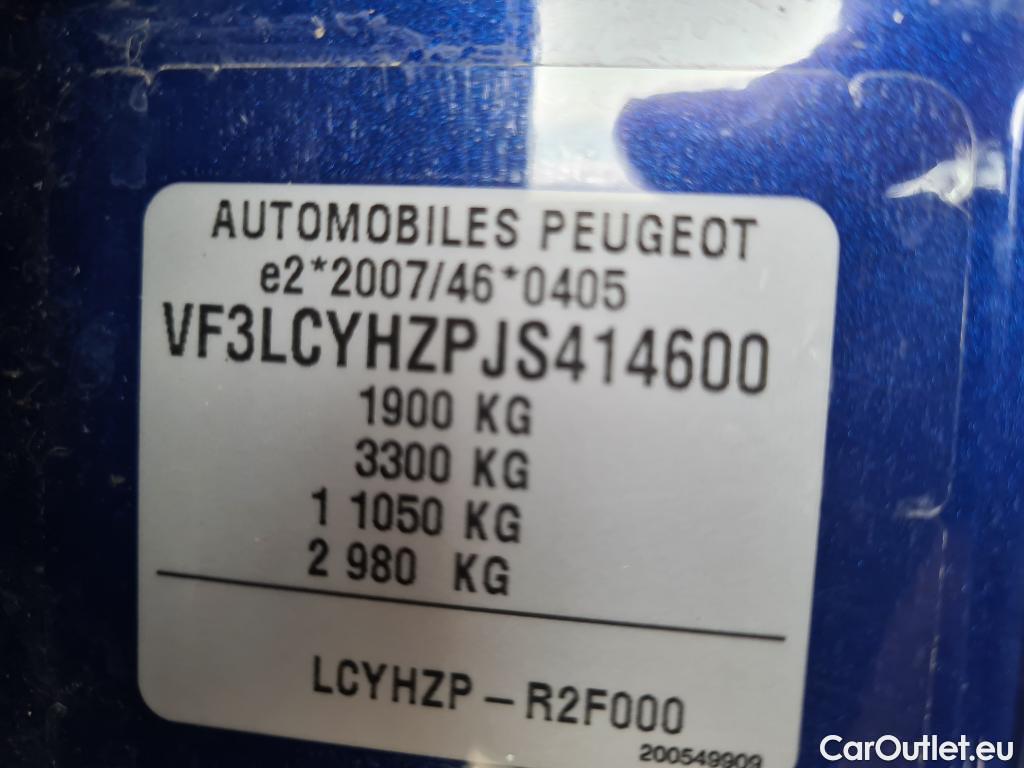 AUTOMOBILES PEUGEOT
e2*2007/46*0405
VF3LCYHZPJS414600
1900 KG
3300 KG
1 1050 KG
2 980 KG
LCYHZP - R2F000
200549909
CarOutlet.eu